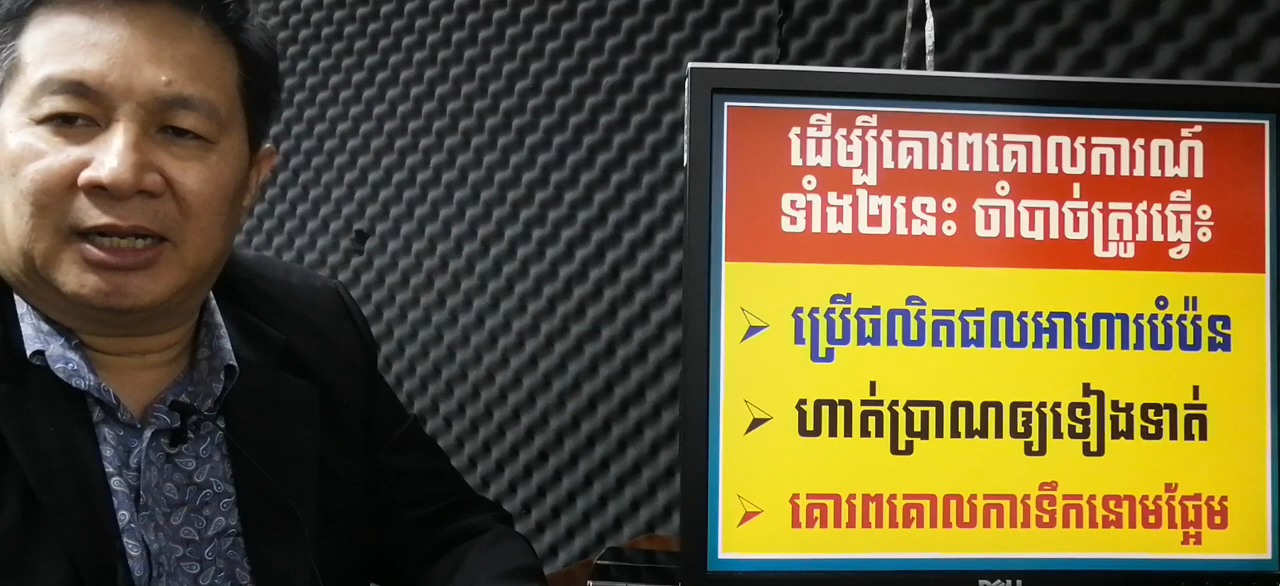 ដើម្បីគោរពគោលការណ៍
ទាំង២នេះ ចាំបាច់ត្រូវធ្វើ៖
ប្រើផលិតផលអាហារបំប៉ន
ហាត់ប្រាណឲ្យទៀងទាត់
គោរពគោលការទឹកនោមផ្អែម